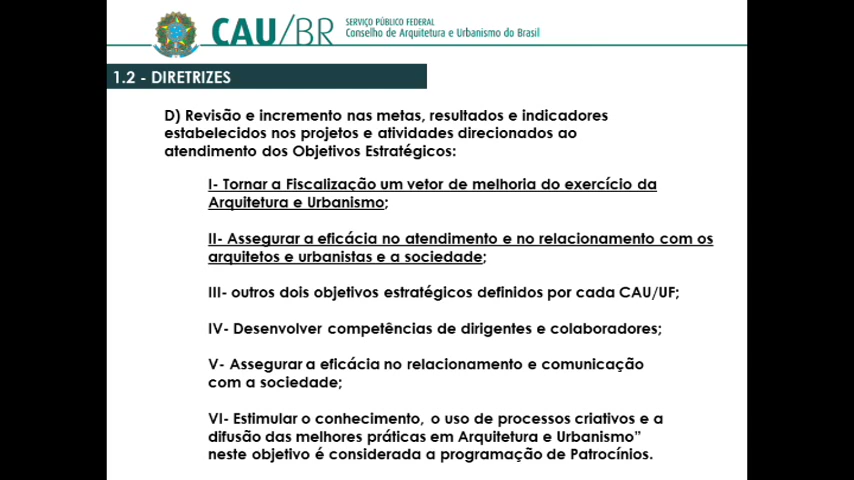 CAU/BR
SERVIÇO PÚBLICO FEDERAL
Conselho de Arquitetura e Urbanismo do Brasil
1.2 - DIRETRIZES
D) Revisão e incremento nas metas, resultados e indicadores
estabelecidos nos projetos e atividades direcionados ao
atendimento dos Objetivos Estratégicos:
I- Tornar a Fiscalização um vetor de melhoria do exercício da
Arquitetura e Urbanismo;
II- Assegurar a eficácia no atendimento e no relacionamento com os
arquitetos e urbanistas e a sociedade;
III- outros dois objetivos estratégicos definidos por cada CAU/UF;
IV- Desenvolver competências de dirigentes e colaboradores;
V- Assegurar a eficácia no relacionamento e comunicação
com a sociedade;
VI- Estimular o conhecimento, o uso de processos criativos e a
difusão das melhores práticas em Arquitetura e Urbanismo”
neste objetivo é considerada a programação de Patrocínios.